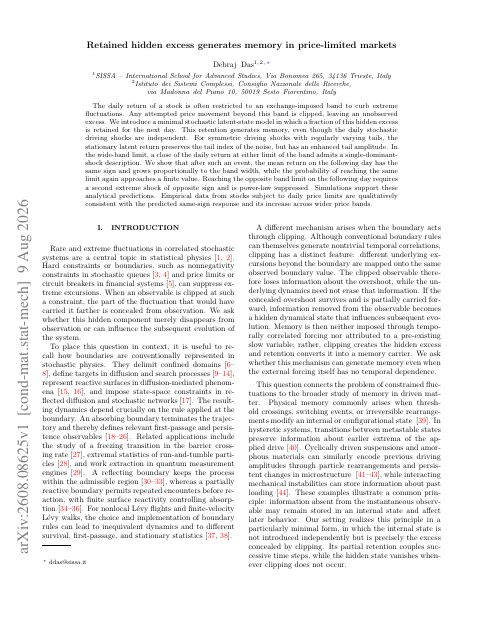 Retained hidden excess generates memory in price-limited markets
Debraj Das1, 2, *
1SISSA – International School for Advanced Studies, Via Bonomea 265, 34136 Trieste, Italy
2Istituto dei Sistemi Complessi, Consiglio Nazionale delle Ricerche,
via Madonna del Piano 10, 50019 Sesto Fiorentino, Italy
The daily return of a stock is often restricted to an exchange-imposed band to curb extreme
fluctuations. Any attempted price movement beyond this band is clipped, leaving an unobserved
excess. We introduce a minimal stochastic latent-state model in which a fraction of this hidden excess
is retained for the next day. This retention generates memory, even though the daily stochastic
driving shocks are independent. For symmetric driving shocks with regularly varying tails, the
stationary latent return preserves the tail index of the noise, but has an enhanced tail amplitude. In
the wide-band limit, a close of the daily return at either limit of the band admits a single-dominant-
shock description. We show that after such an event, the mean return on the following day has the
same sign and grows proportionally to the band width, while the probability of reaching the same
limit again approaches a finite value. Reaching the opposite band limit on the following day requires
a second extreme shock of opposite sign and is power-law suppressed. Simulations support these
analytical predictions. Empirical data from stocks subject to daily price limits are qualitatively
consistent with the predicted same-sign response and its increase across wider price bands.
I. INTRODUCTION
Rare and extreme fluctuations in correlated stochastic
systems are a central topic in statistical physics [1, 2].
Hard constraints or boundaries, such as nonnegativity
constraints in stochastic queues [3, 4] and price limits or
circuit breakers in financial systems [5], can suppress ex-
treme excursions. When an observable is clipped at such
a constraint, the part of the fluctuation that would have
carried it farther is concealed from observation. We ask
whether this hidden component merely disappears from
observation or can influence the subsequent evolution of
the system.
To place this question in context, it is useful to re-
call how boundaries are conventionally represented in
stochastic physics. They delimit confined domains [6–
8], define targets in diffusion and search processes [9–14],
represent reactive surfaces in diffusion-mediated phenom-
ena [15, 16], and impose state-space constraints in re-
flected diffusion and stochastic networks [17]. The result-
ing dynamics depend crucially on the rule applied at the
boundary. An absorbing boundary terminates the trajec-
tory and thereby defines relevant first-passage and persis-
tence observables [18–26]. Related applications include
the study of a freezing transition in the barrier cross-
ing rate [27], extremal statistics of run-and-tumble parti-
cles [28], and work extraction in quantum measurement
engines [29]. A reflecting boundary keeps the process
within the admissible region [30–33], whereas a partially
reactive boundary permits repeated encounters before re-
action, with finite surface reactivity controlling absorp-
tion [34–36]. For nonlocal Lévy flights and finite-velocity
Lévy walks, the choice and implementation of boundary
rules can lead to inequivalent dynamics and to different
survival, first-passage, and stationary statistics [37, 38].
* ddas@sissa.it
A different mechanism arises when the boundary acts
through clipping. Although conventional boundary rules
can themselves generate nontrivial temporal correlations,
clipping has a distinct feature: different underlying ex-
cursions beyond the boundary are mapped onto the same
observed boundary value. The clipped observable there-
fore loses information about the overshoot, while the un-
derlying dynamics need not erase that information. If the
concealed overshoot survives and is partially carried for-
ward, information removed from the observable becomes
a hidden dynamical state that influences subsequent evo-
lution. Memory is then neither imposed through tempo-
rally correlated forcing nor attributed to a pre-existing
slow variable; rather, clipping creates the hidden excess
and retention converts it into a memory carrier. We ask
whether this mechanism can generate memory even when
the external forcing itself has no temporal dependence.
This question connects the problem of constrained fluc-
tuations to the broader study of memory in driven mat-
ter. Physical memory commonly arises when thresh-
old crossings, switching events, or irreversible rearrange-
ments modify an internal or configurational state [39]. In
hysteretic systems, transitions between metastable states
preserve information about earlier extrema of the ap-
plied drive [40]. Cyclically driven suspensions and amor-
phous materials can similarly encode previous driving
amplitudes through particle rearrangements and persis-
tent changes in microstructure [41–43], while interacting
mechanical instabilities can store information about past
loading [44]. These examples illustrate a common prin-
ciple: information absent from the instantaneous observ-
able may remain stored in an internal state and affect
later behavior. Our setting realizes this principle in a
particularly minimal form, in which the internal state is
not introduced independently but is precisely the excess
concealed by clipping. Its partial retention couples suc-
cessive time steps, while the hidden state vanishes when-
ever clipping does not occur.
arXiv:2608.08625v1 [cond-mat.stat-mech] 9 Aug 2026